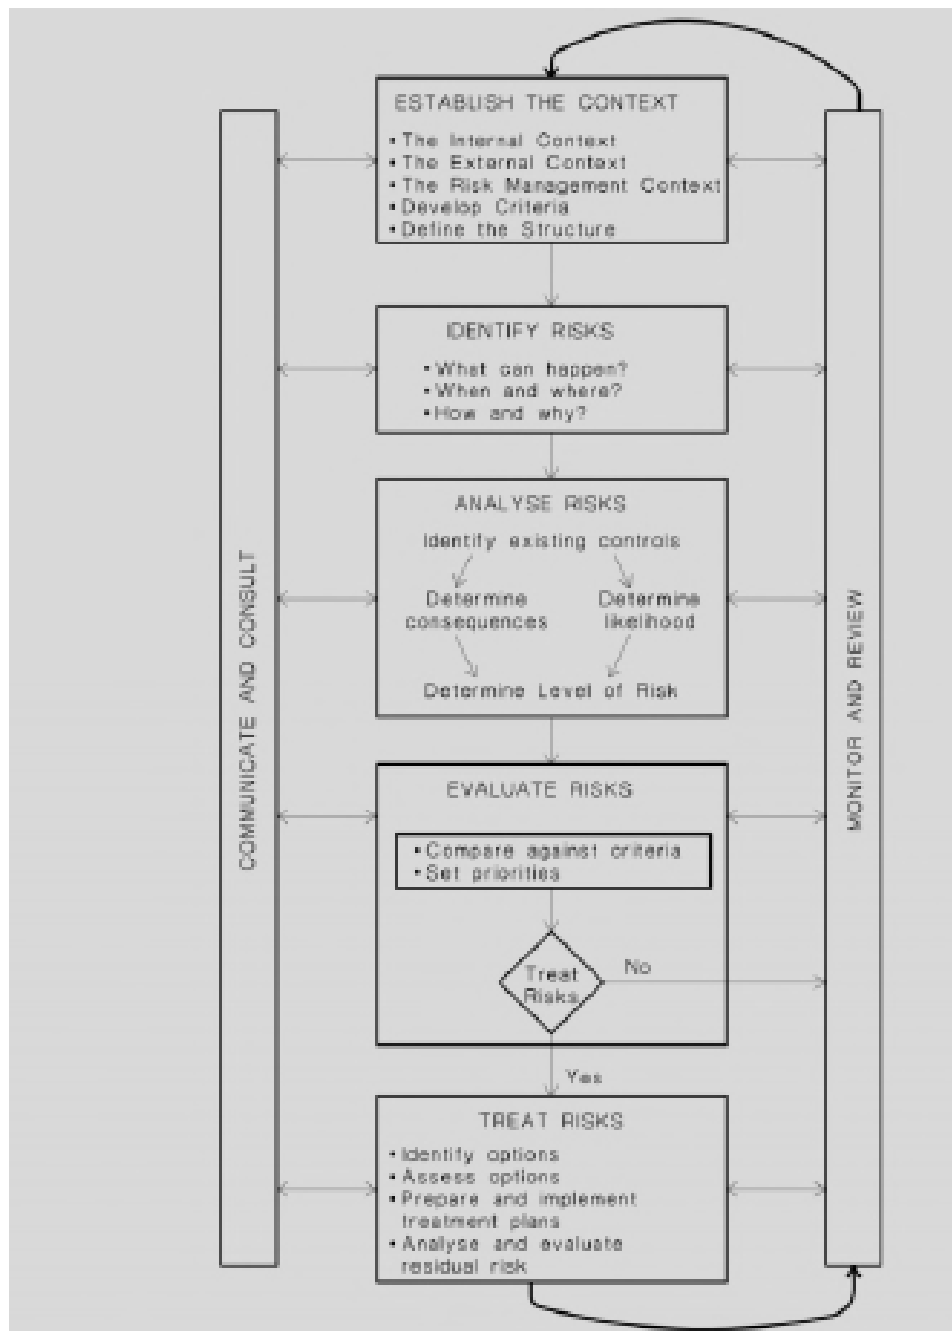 ESTABLISH THE CONTEXT
•The Internal Context
•The External Context
•The Risk Management Context
•Develop Criteria
•Define the Structure
IDENTIFY RISKS
•What can happen?
•When and where?
•How and why?
ANALYSE RISKS
Identify existing controls
Determine consequences
Determine likelihood
Determine Level of Risk
EVALUATE RISKS
•Compare against criteria
•Set priorities
Treat
Risks
No
Yes
TREAT RISKS
•Identify options
•Assess options
•Prepare and implement
treatment plans
•Analyse and evaluate
residual risk
COMMUNICATE AND CONSULT
MONITOR AND REVIEW